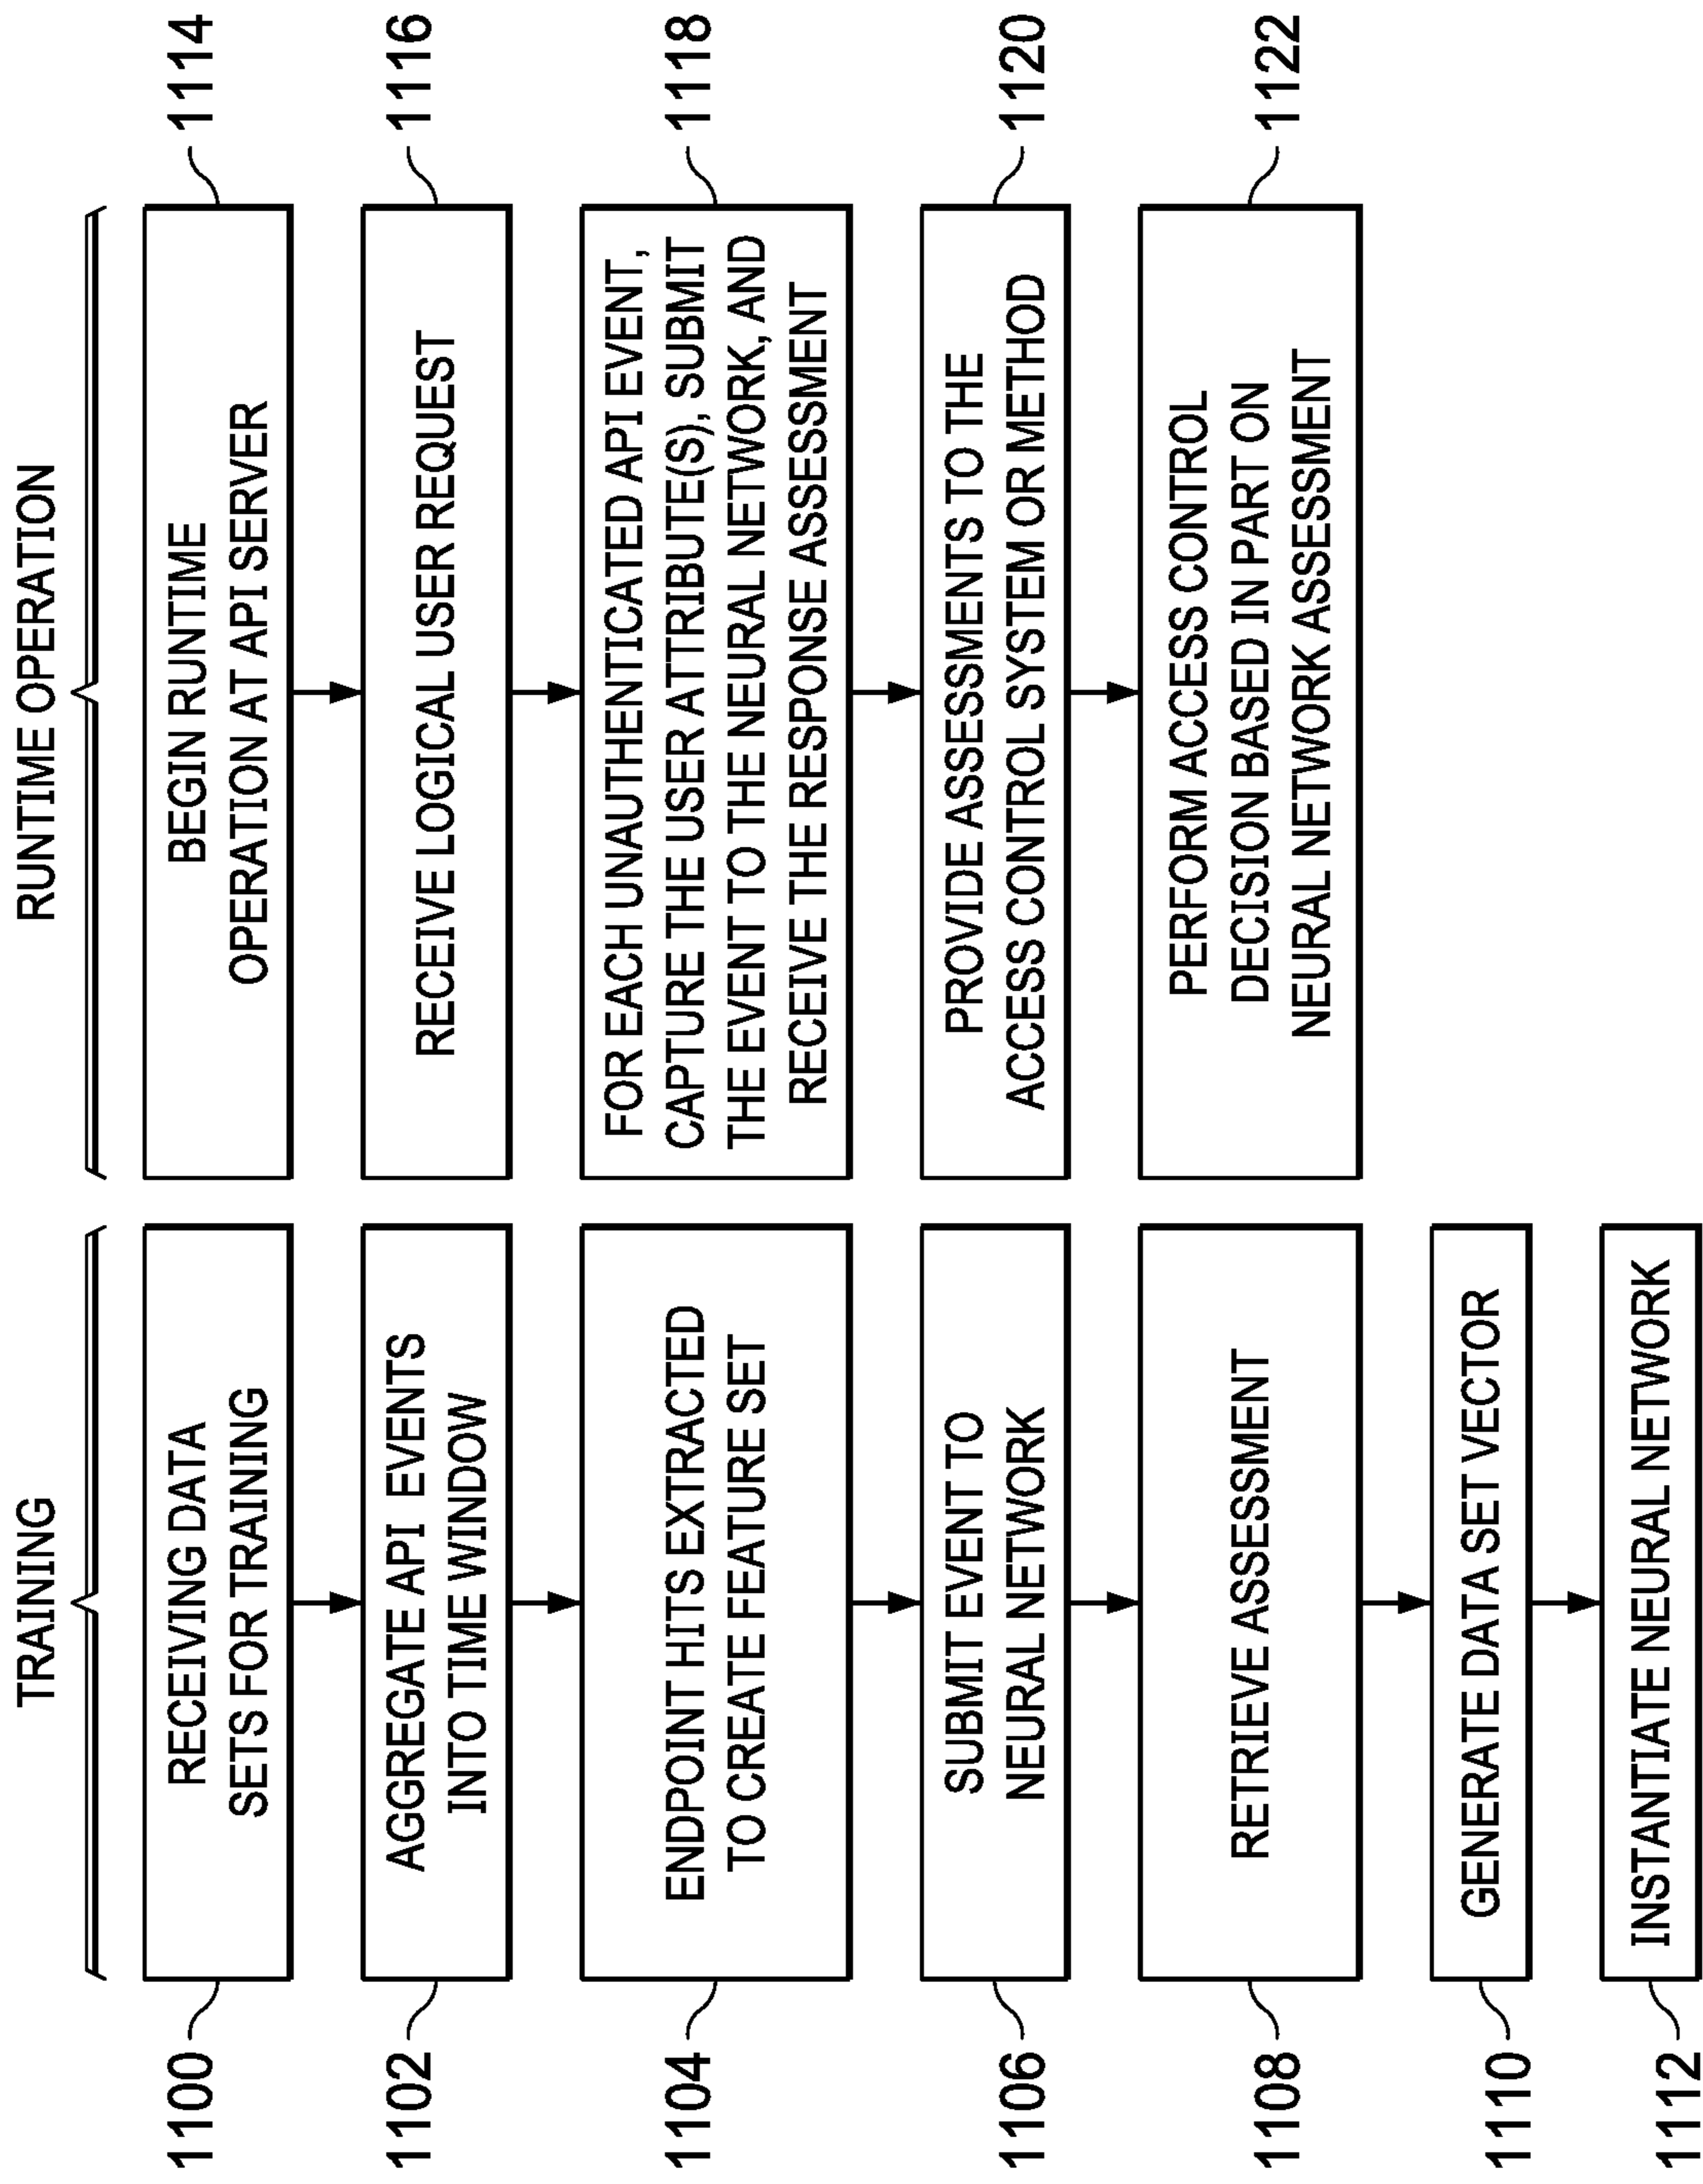 TRAINING
1100
RECEIVING DATA
SETS FOR TRAINING
1102
AGGREGATE API EVENTS
INTO TIME WINDOW
1104
ENDPOINT HITS EXTRACTED
TO CREATE FEATURE SET
1106
SUBMIT EVENT TO
NEURAL NETWORK
1108
RETRIEVE ASSESSMENT
1110
GENERATE DATA SET VECTOR
1112
INSTANTIATE NEURAL NETWORK
RUNTIME OPERATION
BEGIN RUNTIME
OPERATION AT API SERVER
1114
RECEIVE LOGICAL USER REQUEST
1116
FOR EACH UNAUTHENTICATED API EVENT,
CAPTURE THE USER ATTRIBUTE(S), SUBMIT
THE EVENT TO THE NEURAL NETWORK, AND
RECEIVE THE RESPONSE ASSESSMENT
1118
PROVIDE ASSESSMENTS TO THE
ACCESS CONTROL SYSTEM OR METHOD
1120
PERFORM ACCESS CONTROL
DECISION BASED IN PART ON
NEURAL NETWORK ASSESSMENT
1122